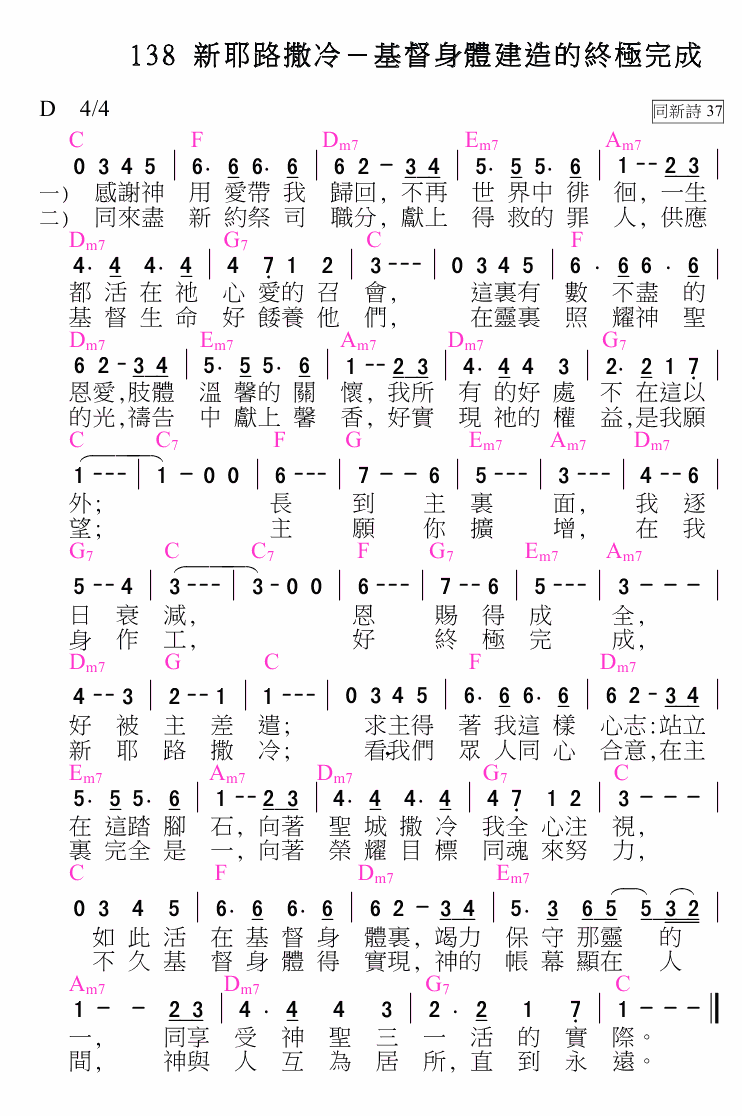 138 新耶路撒冷－基督身體建造的終極完成
D 4/4 同新詩 37
C F Dm7 Em7 Am7
0 3 4 5 | 6· 6 6· 6 | 6 2 － 3 4 | 5· 5 5· 6 | 1 -- 2 3 |
一) 感謝神 用 愛帶 我 歸回, 不再 世 界中 徘 徊, 一生
二) 同來盡 新 約祭 司 職分, 獻上 得 救的 罪 人, 供應
Dm7 G7 C F
4· 4 4· 4 | 4 7̣ 1 2 | 3 --- | 0 3 4 5 | 6 · 6 6 · 6 |
都 活 在 祂 心 愛的 召 會, 這裏有 數 不盡 的
基 督 生 命 好 餧養 他 們, 在靈裏 照 耀神 聖
Dm7 Em7 Am7 Dm7 G7
6 2 - 3 4 | 5· 5 5· 6 | 1 -- 2 3 | 4· 4 4 3 | 2· 2 1 7̣ |
恩愛,肢體 溫 馨的 關 懷, 我所 有 的好 處 不 在這以
的光,禱告 中 獻上 馨 香, 好實 現 祂的 權 益,是我願
C C7 F G Em7 Am7 Dm7
1 --- | 1 － 0 0 | 6 --- | 7 － － 6 | 5 --- | 3 --- | 4 -- 6 |
外; 長 到 主 裏 面, 我 逐
望; 主 願 你 擴 增, 在 我
G7 C C7 F G7 Em7 Am7
5 -- 4 | 3 --- | 3 - 0 0 | 6 --- | 7 -- 6 | 5 --- | 3 － － － |
日 衰 減, 恩 賜 得 成 全,
身 作 工, 好 終 極 完 成,
Dm7 G C F Dm7
4 -- 3 | 2 -- 1 | 1 --- | 0 3 4 5 | 6· 6 6· 6 | 6 2 - 3 4 |
好 被 主 差 遣; 求主得 著 我這 樣 心志:站立
新 耶 路 撒 冷; 看我們 眾 人同 心 合意,在主
Em7 Am7 Dm7 G7 C
5· 5 5· 6 | 1 -- 2 3 | 4· 4 4· 4 | 4 7̣ 1 2 | 3 － － － |
在 這踏 腳 石, 向著 聖 城 撒 冷 我全 心注 視,
裏 完全 是 一, 向著 榮 耀 目 標 同魂 來努 力,
C F Dm7 Em7
0 3 4 5 | 6· 6 6· 6 | 6 2 － 3 4 | 5· 3 6 5 5 3 2 |
如 此 活 在 基 督 身 體裏, 竭力 保 守 那靈 的
不 久 基 督 身 體 得 實現, 神的 帳 幕 顯在 人
Am7 Dm7 G7 C
1 － － 2 3 | 4 · 4 4 3 | 2 · 2 1 7̣ | 1 － － － ‖
一, 同享 受 神 聖 三 一 活 的 實 際。
間, 神與 人 互 為 居 所, 直 到 永 遠。